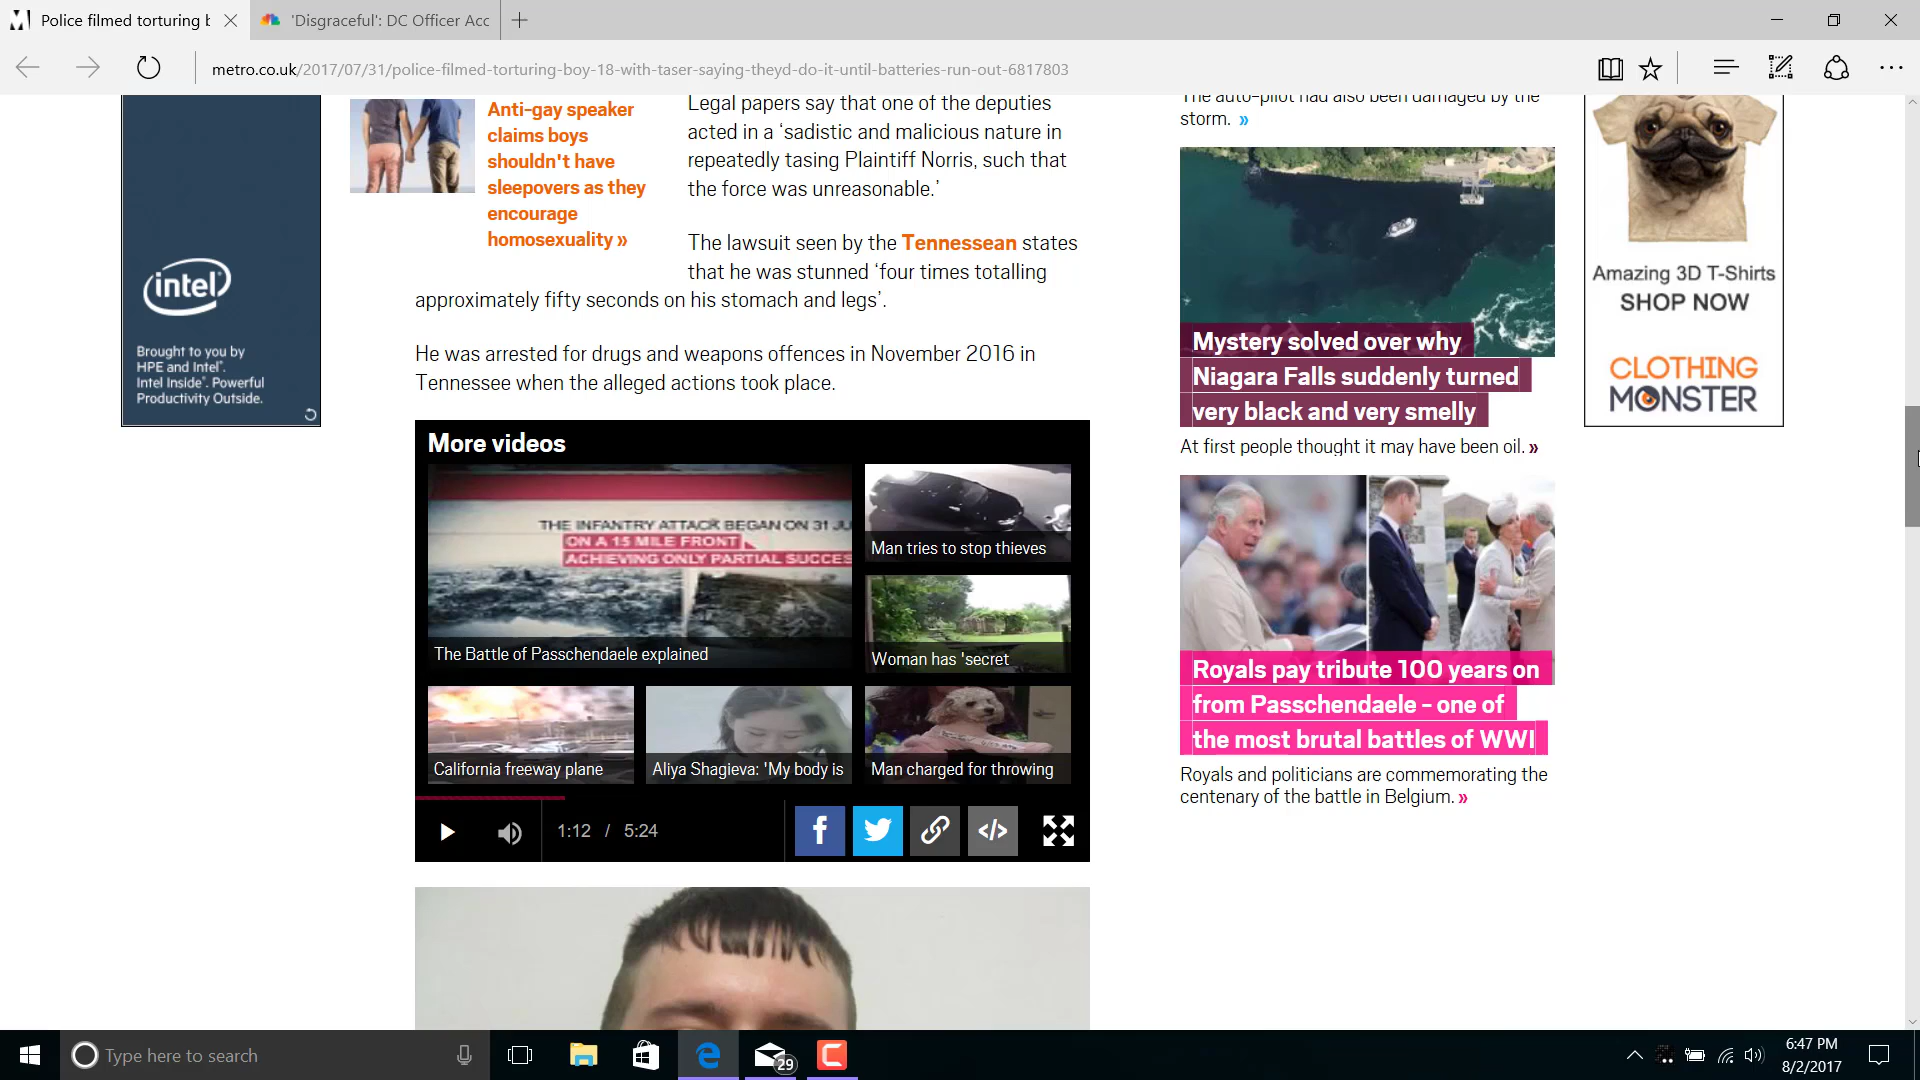 Police filmed torturing b
'Disgraceful': DC Officer Acc
metro.co.uk/2017/07/31/police-filmed-torturing-boy-18-with-taser-saying-theyd-do-it-until-batteries-run-out-6817803
intel
Brought to you by
HPE and Intel®.
Intel Inside®. Powerful
Productivity Outside.
Anti-gay speaker
claims boys
shouldn't have
sleepovers as they
encourage
homosexuality »
Legal papers say that one of the deputies
acted in a ‘sadistic and malicious nature in
repeatedly tasing Plaintiff Norris, such that
the force was unreasonable.’
The lawsuit seen by the Tennessean states
that he was stunned ‘four times totalling
approximately fifty seconds on his stomach and legs’.
He was arrested for drugs and weapons offences in November 2016 in
Tennessee when the alleged actions took place.
More videos
THE INFANTRY ATTACK BEGAN ON 31 JU
ON A 15 MILE FRONT
ACHIEVING ONLY PARTIAL SUCCES
The Battle of Passchendaele explained
Man tries to stop thieves
Woman has 'secret
California freeway plane
Aliya Shagieva: 'My body is
Man charged for throwing
1:12 / 5:24
The auto-pilot had also been damaged by the
storm. »
Mystery solved over why
Niagara Falls suddenly turned
very black and very smelly
At first people thought it may have been oil. »
Royals pay tribute 100 years on
from Passchendaele - one of
the most brutal battles of WWI
Royals and politicians are commemorating the
centenary of the battle in Belgium. »
Amazing 3D T-Shirts
SHOP NOW
CLOTHING
MONSTER
Type here to search
29
6:47 PM
8/2/2017